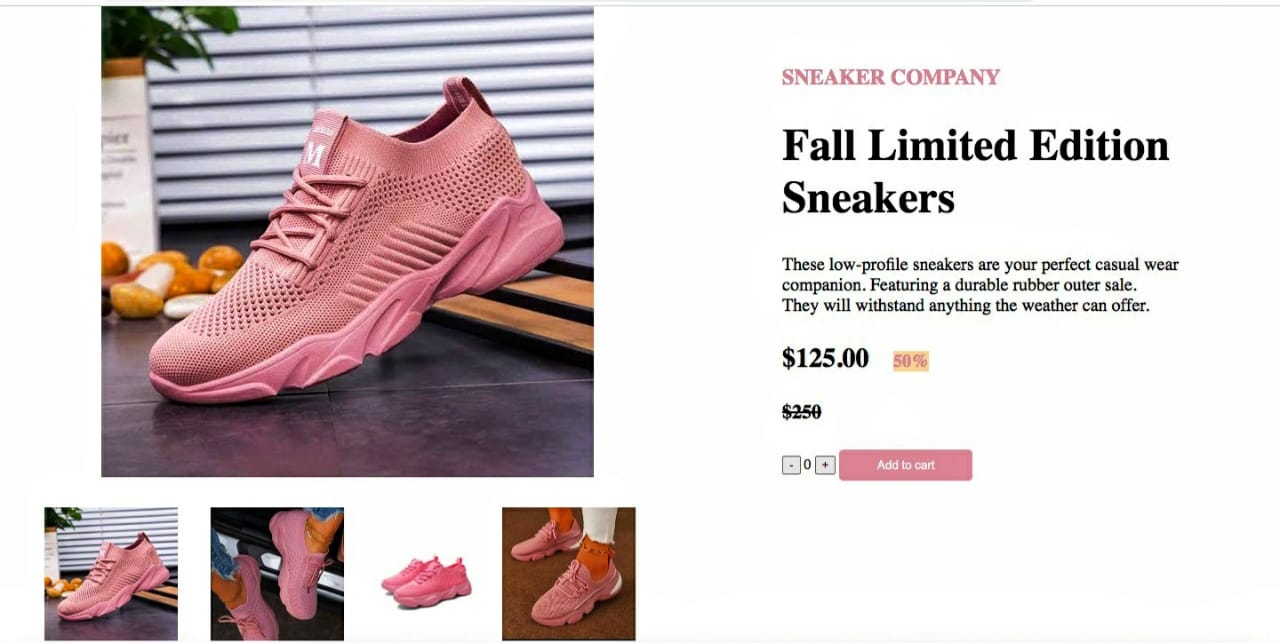 SNEAKER COMPANY
Fall Limited Edition
Sneakers
These low-profile sneakers are your perfect casual wear
companion. Featuring a durable rubber outer sale.
They will withstand anything the weather can offer.
$125.00 50%
$250
- 0 + Add to cart
M